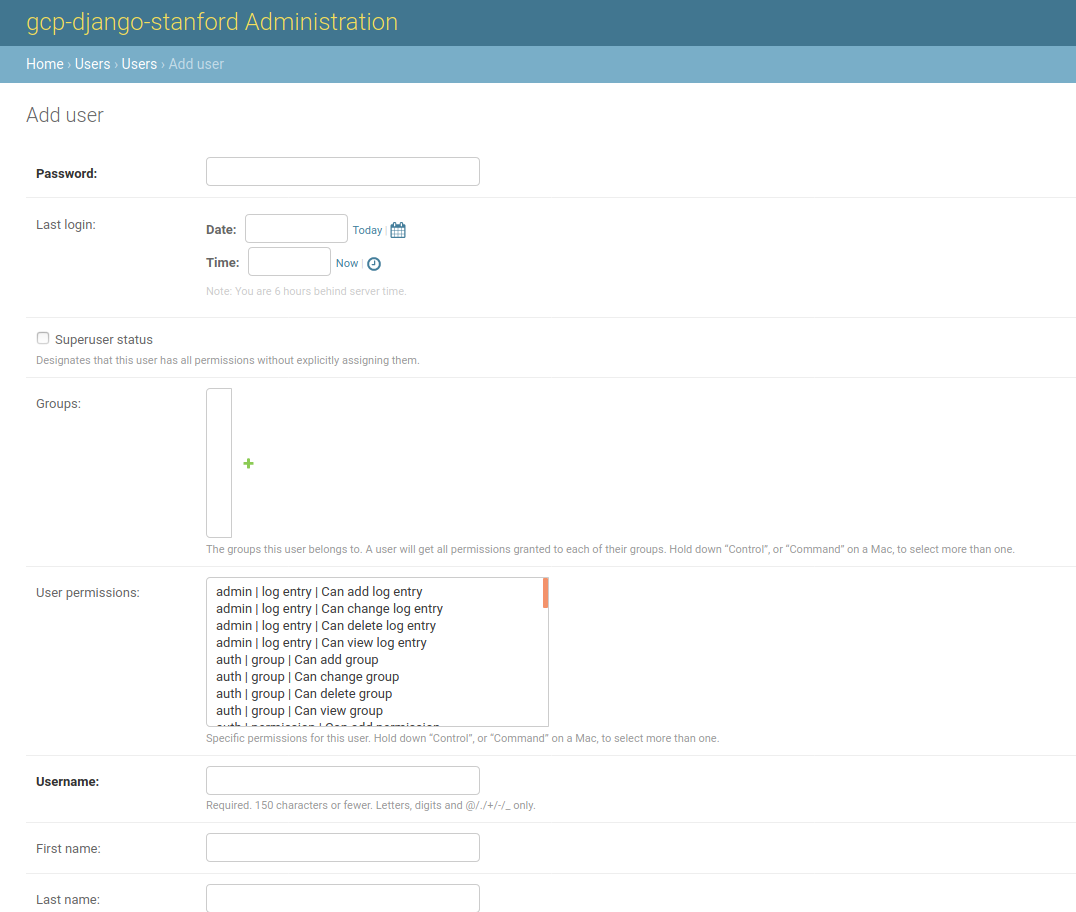 gcp-django-stanford Administration
Home › Users › Users › Add user
Add user
Password:
Last login:
Date: Today |
Time: Now |
Note: You are 6 hours behind server time.
Superuser status
Designates that this user has all permissions without explicitly assigning them.
Groups:
The groups this user belongs to. A user will get all permissions granted to each of their groups. Hold down “Control”, or “Command” on a Mac, to select more than one.
User permissions:
admin | log entry | Can add log entry
admin | log entry | Can change log entry
admin | log entry | Can delete log entry
admin | log entry | Can view log entry
auth | group | Can add group
auth | group | Can change group
auth | group | Can delete group
auth | group | Can view group
auth | permission | Can add permission
Specific permissions for this user. Hold down “Control”, or “Command” on a Mac, to select more than one.
Username:
Required. 150 characters or fewer. Letters, digits and @/./+/-/_ only.
First name:
Last name: